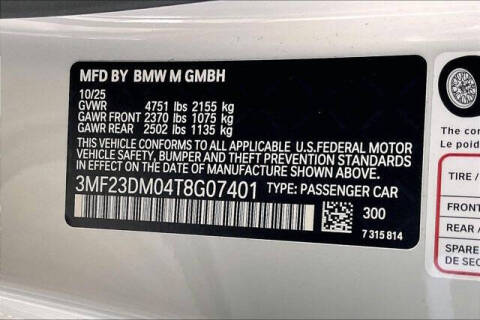 MFD BY BMW M GMBH
10/25
GVWR 4751 lbs 2155 kg
GAWR FRONT 2370 lbs 1075 kg
GAWR REAR 2502 lbs 1135 kg
THIS VEHICLE CONFORMS TO ALL APPLICABLE U.S.FEDERAL MOTOR
VEHICLE SAFETY, BUMPER AND THEFT PREVENTION STANDARDS
IN EFFECT ON THE DATE OF MANUFACTURE SHOWN ABOVE.
3MF23DM04T8G07401 TYPE: PASSENGER CAR
300
7 315 814
The com
Le poid
TIRE /
FRONT
REAR /
SPARE
DE SEC